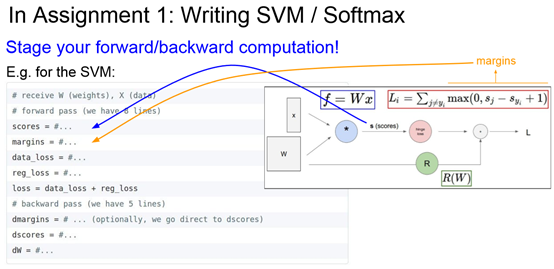 In Assignment 1: Writing SVM / Softmax
Stage your forward/backward computation!
margins
E.g. for the SVM:
# receive W (weights), X (data)
# forward pass (we have 8 lines)
scores = #...
margins = #...
data_loss = #...
reg_loss = #...
loss = data_loss + reg_loss
# backward pass (we have 5 lines)
dmargins = # ... (optionally, we go direct to dscores)
dscores = #...
dW = #...
f = Wx
L_i = ∑_{j≠y_i} max(0, s_j − s_{y_i} + 1)
x
W
*
s (scores)
hinge loss
+
L
R
R(W)